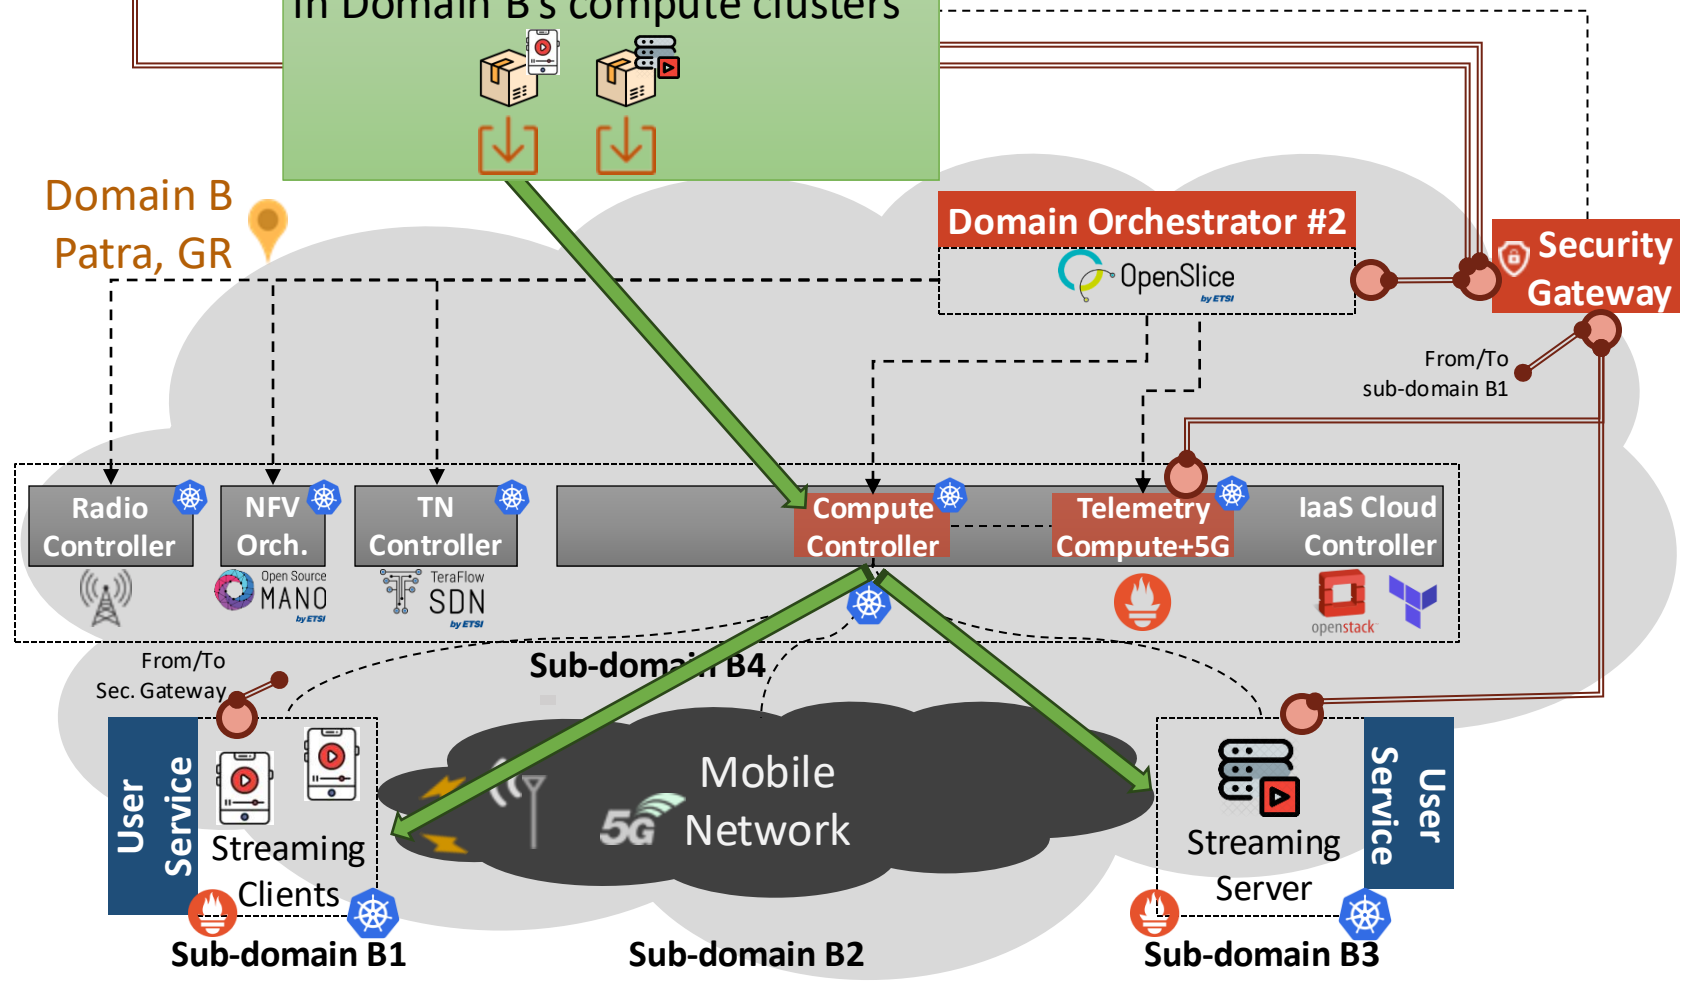 in Domain B's compute clusters
Domain B
Patra, GR
Domain Orchestrator #2
OpenSlice
by ETSI
Security
Gateway
From/To
sub-domain B1
Radio
Controller
NFV
Orch.
Open Source
MANO
by ETSI
TN
Controller
TeraFlow
SDN
by ETSI
Compute
Controller
Telemetry
Compute+5G
IaaS Cloud
Controller
openstack
Sub-domain B4
From/To
Sec. Gateway
User
Service
Streaming
Clients
Sub-domain B1
5G
Mobile
Network
Sub-domain B2
Streaming
Server
User
Service
Sub-domain B3